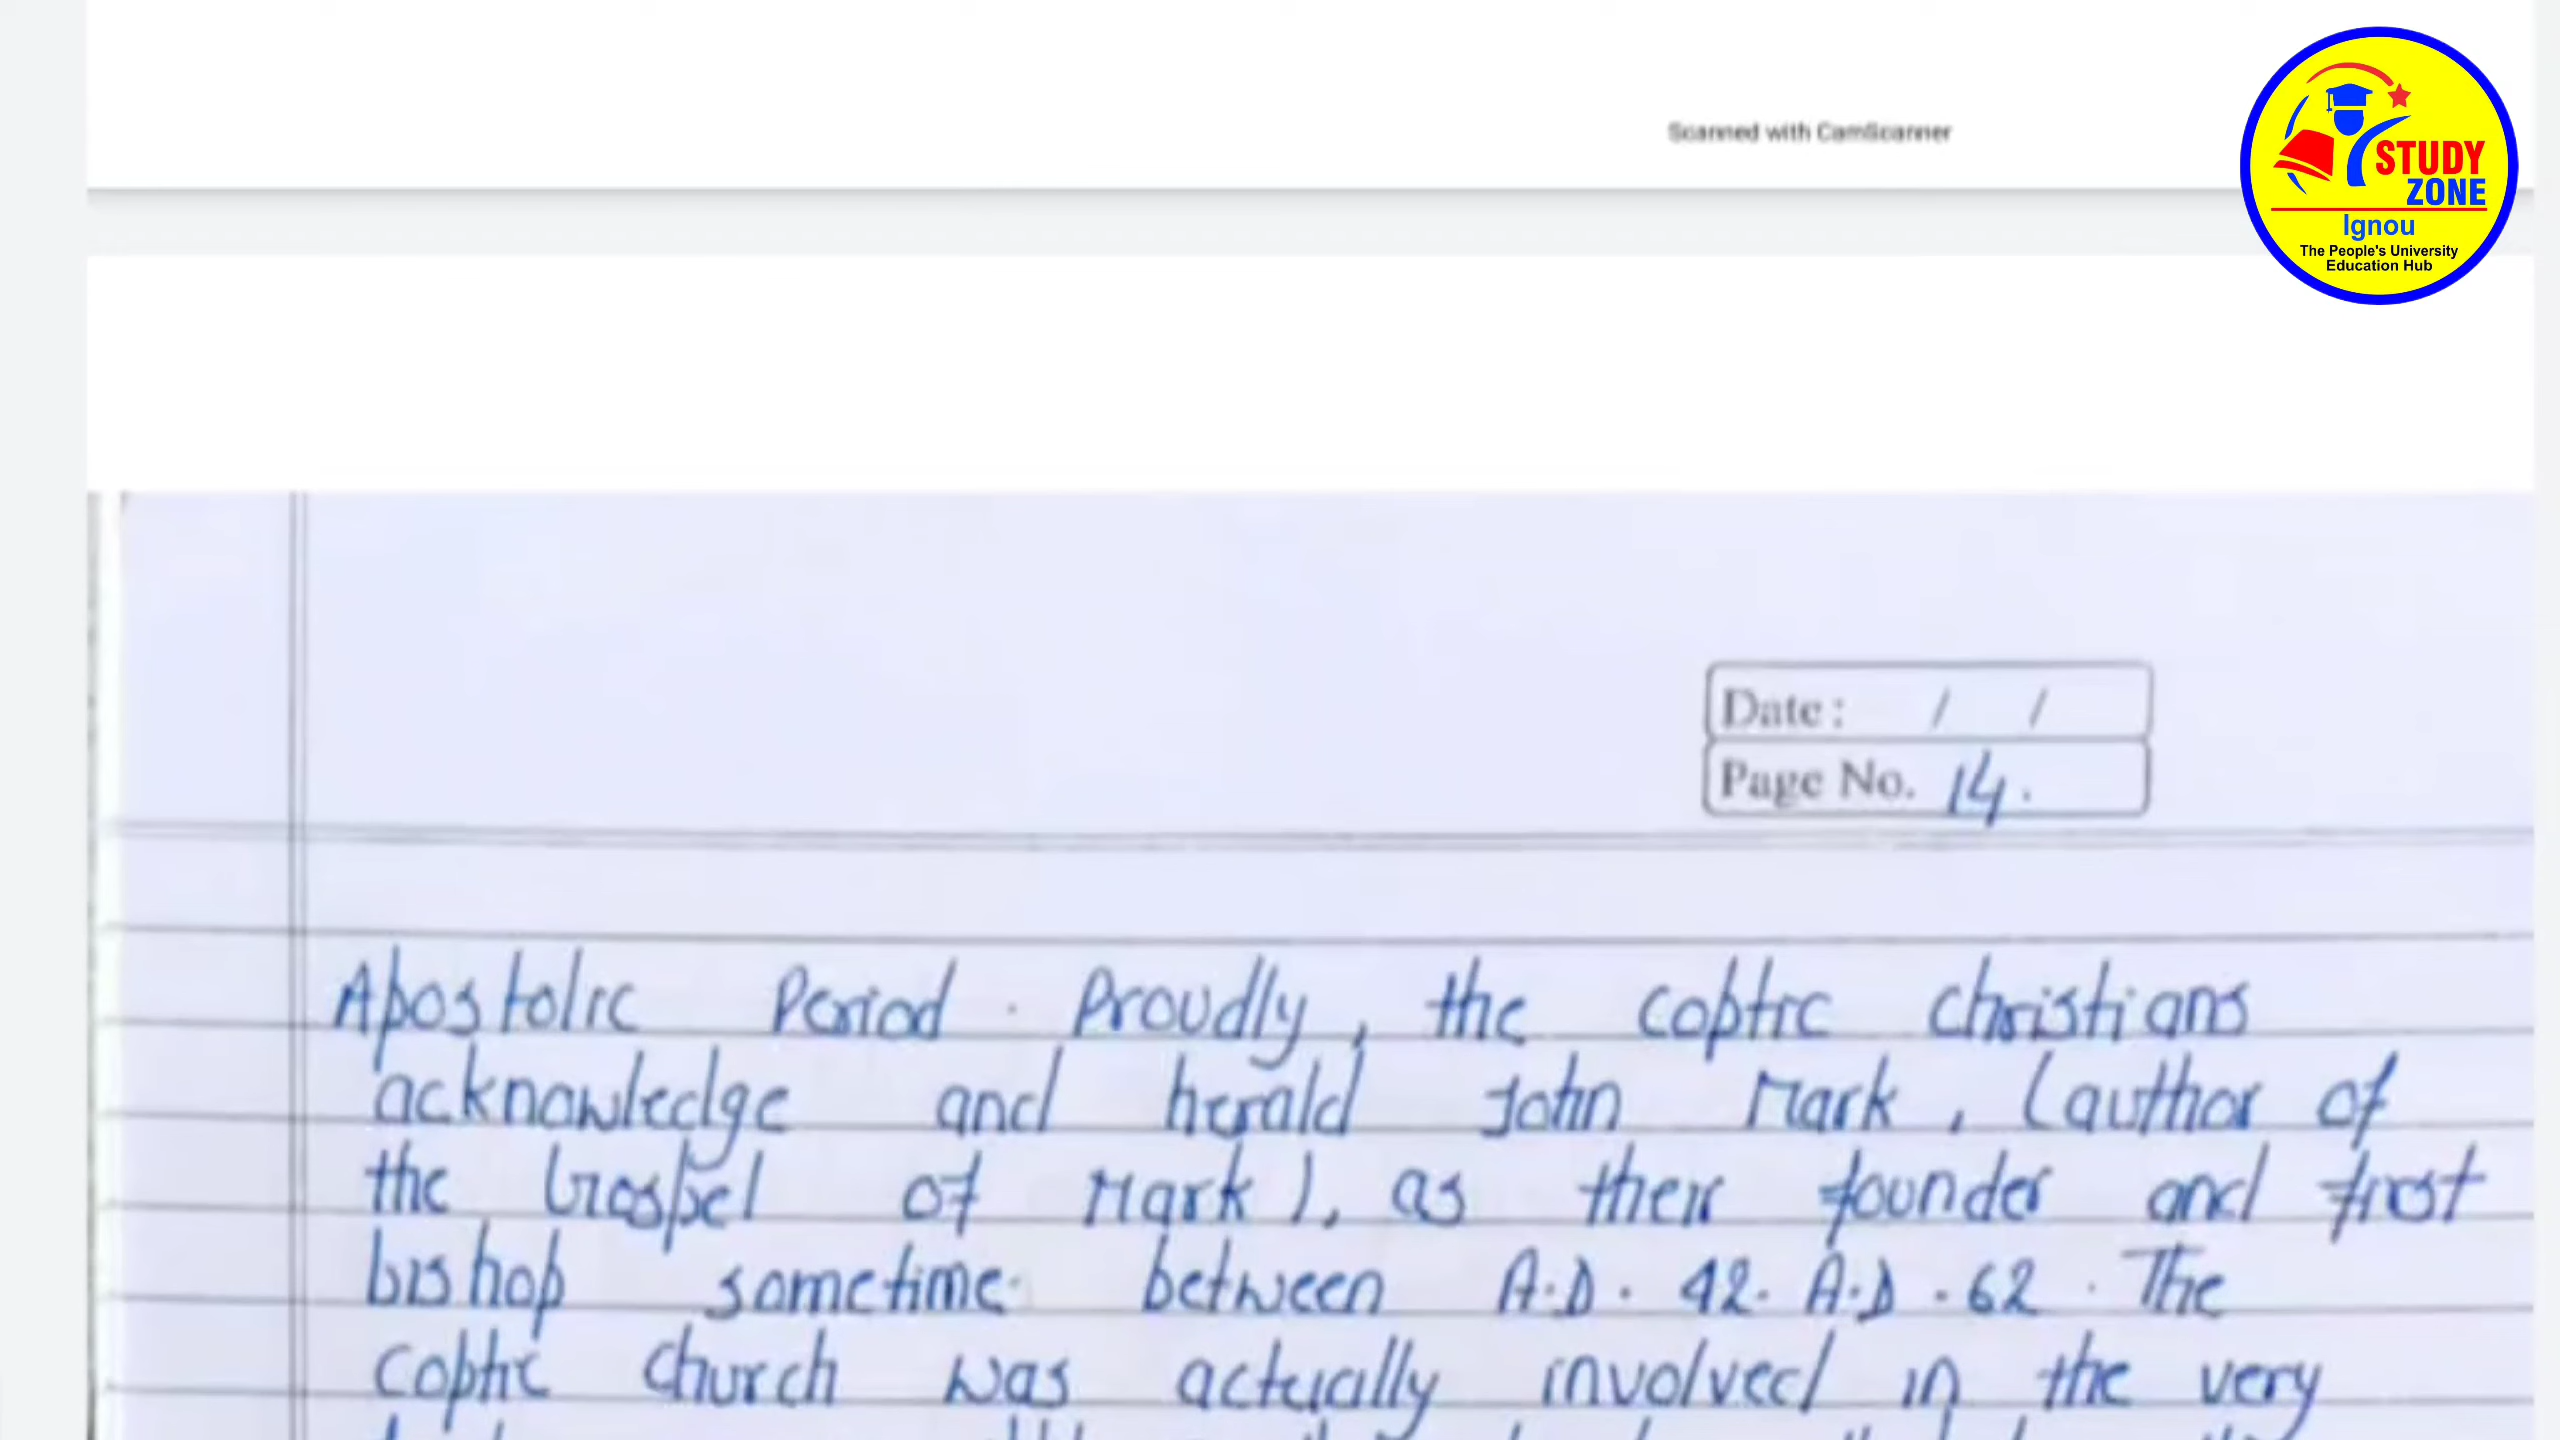 Scanned with CamScanner
STUDY
ZONE
Ignou
The People's University
Education Hub
Date: / /
Page No. 14.
Apostolic Period. Proudly, the coptic christians
acknowledge and herald John Mark, (author of
the Gospel of Mark), as their founder and first
bishop sometime between A.D. 42. A.D. 62. The
Coptic church was actually involved in the very